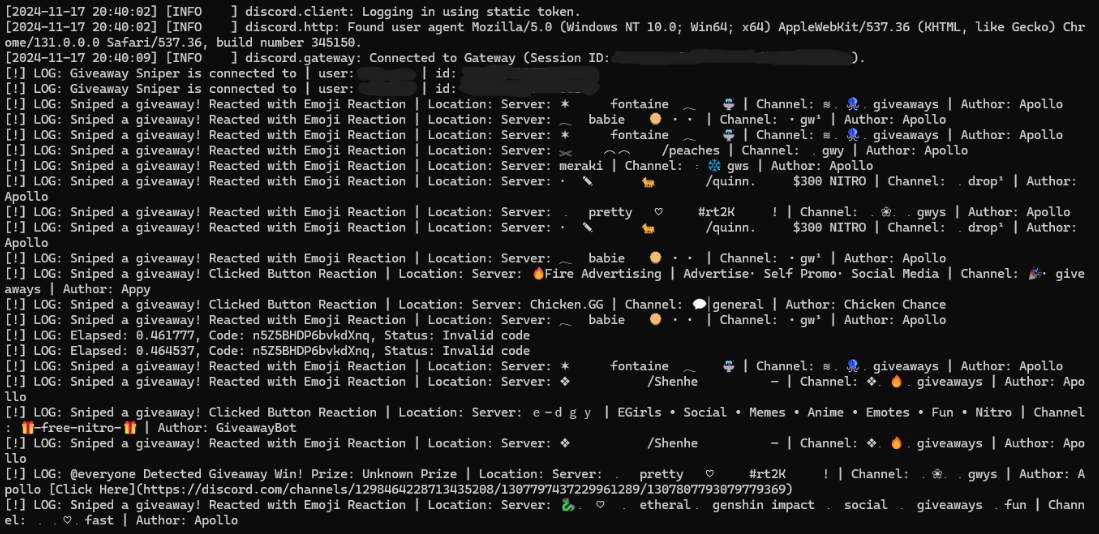 [2024-11-17 20:40:02] [INFO    ] discord.client: Logging in using static token.
[2024-11-17 20:40:02] [INFO    ] discord.http: Found user agent Mozilla/5.0 (Windows NT 10.0; Win64; x64) AppleWebKit/537.36 (KHTML, like Gecko) Chr
ome/131.0.0.0 Safari/537.36, build number 345150.
[2024-11-17 20:40:09] [INFO    ] discord.gateway: Connected to Gateway (Session ID: ).
[!] LOG: Giveaway Sniper is connected to | user: | id:
[!] LOG: Giveaway Sniper is connected to | user: | id:
[!] LOG: Sniped a giveaway! Reacted with Emoji Reaction | Location: Server: ✶ fontaine ︵ | Channel: ≋﹒🐙﹒giveaways | Author: Apollo
[!] LOG: Sniped a giveaway! Reacted with Emoji Reaction | Location: Server: ︵ babie 🥞 ・・ | Channel: ・gw¹ | Author: Apollo
[!] LOG: Sniped a giveaway! Reacted with Emoji Reaction | Location: Server: ✶ fontaine ︵ | Channel: ≋﹒🐙﹒giveaways | Author: Apollo
[!] LOG: Sniped a giveaway! Reacted with Emoji Reaction | Location: Server: ︵︵ /peaches | Channel: ﹒gwy | Author: Apollo
[!] LOG: Sniped a giveaway! Reacted with Emoji Reaction | Location: Server: meraki | Channel: ﹕❄️ gws | Author: Apollo
[!] LOG: Sniped a giveaway! Reacted with Emoji Reaction | Location: Server: ・ ✎ 🐈 /quinn. $300 NITRO | Channel: ﹒drop¹ | Author:
Apollo
[!] LOG: Sniped a giveaway! Reacted with Emoji Reaction | Location: Server: ﹒ pretty ♡ #rt2K ! | Channel: ﹒❀﹒﹒gwys | Author: Apollo
[!] LOG: Sniped a giveaway! Reacted with Emoji Reaction | Location: Server: ・ ✎ 🐈 /quinn. $300 NITRO | Channel: ﹒drop¹ | Author:
Apollo
[!] LOG: Sniped a giveaway! Reacted with Emoji Reaction | Location: Server: ︵ babie 🥞 ・・ | Channel: ・gw¹ | Author: Apollo
[!] LOG: Sniped a giveaway! Clicked Button Reaction | Location: Server: 🔥Fire Advertising | Advertise· Self Promo· Social Media | Channel: 🎉· give
aways | Author: Appy
[!] LOG: Sniped a giveaway! Clicked Button Reaction | Location: Server: Chicken.GG | Channel: 💬│general | Author: Chicken Chance
[!] LOG: Sniped a giveaway! Reacted with Emoji Reaction | Location: Server: ︵ babie 🥞 ・・ | Channel: ・gw¹ | Author: Apollo
[!] LOG: Elapsed: 0.461777, Code: n5Z5BHDP6bvkdXnq, Status: Invalid code
[!] LOG: Elapsed: 0.464537, Code: n5Z5BHDP6bvkdXnq, Status: Invalid code
[!] LOG: Sniped a giveaway! Reacted with Emoji Reaction | Location: Server: ✶ fontaine ︵ | Channel: ≋﹒🐙﹒giveaways | Author: Apollo
[!] LOG: Sniped a giveaway! Reacted with Emoji Reaction | Location: Server: ❖ /Shenhe — | Channel: ❖﹒🔥﹒giveaways | Author: Apo
llo
[!] LOG: Sniped a giveaway! Clicked Button Reaction | Location: Server: ｅ－ｄｇｙ | EGirls • Social • Memes • Anime • Emotes • Fun • Nitro | Channel
: 🎁-free-nitro-🎁 | Author: GiveawayBot
[!] LOG: Sniped a giveaway! Reacted with Emoji Reaction | Location: Server: ❖ /Shenhe — | Channel: ❖﹒🔥﹒giveaways | Author: Apo
llo
[!] LOG: @everyone Detected Giveaway Win! Prize: Unknown Prize | Location: Server: ﹒ pretty ♡ #rt2K ! | Channel: ﹒❀﹒﹒gwys | Author: A
pollo [Click Here](https://discord.com/channels/1298464228713435208/1307797437229961289/1307807793079779369)
[!] LOG: Sniped a giveaway! Reacted with Emoji Reaction | Location: Server: 🐉﹒ ♡ ﹒ etheral﹒ genshin impact ﹒ social ﹒ giveaways ﹒fun | Chann
el: ﹒﹒♡﹒fast | Author: Apollo